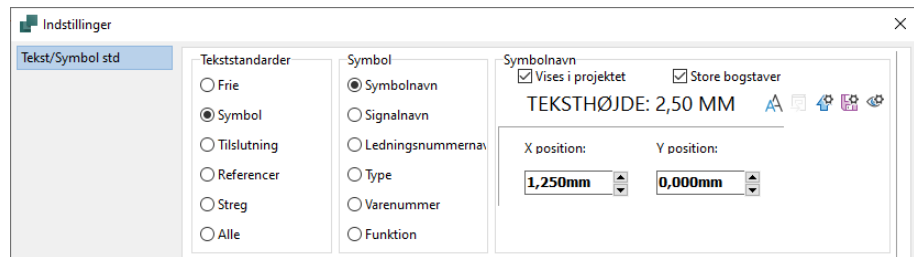 Indstillinger
Tekst/Symbol std
Tekststandarder
Frie
Symbol
Tilslutning
Referencer
Streg
Alle
Symbol
Symbolnavn
Signalnavn
Ledningsnummernav
Type
Varenummer
Funktion
Symbolnavn
Vises i projektet
Store bogstaver
TEKSTHØJDE: 2,50 MM
X position:
Y position:
1,250mm
0,000mm